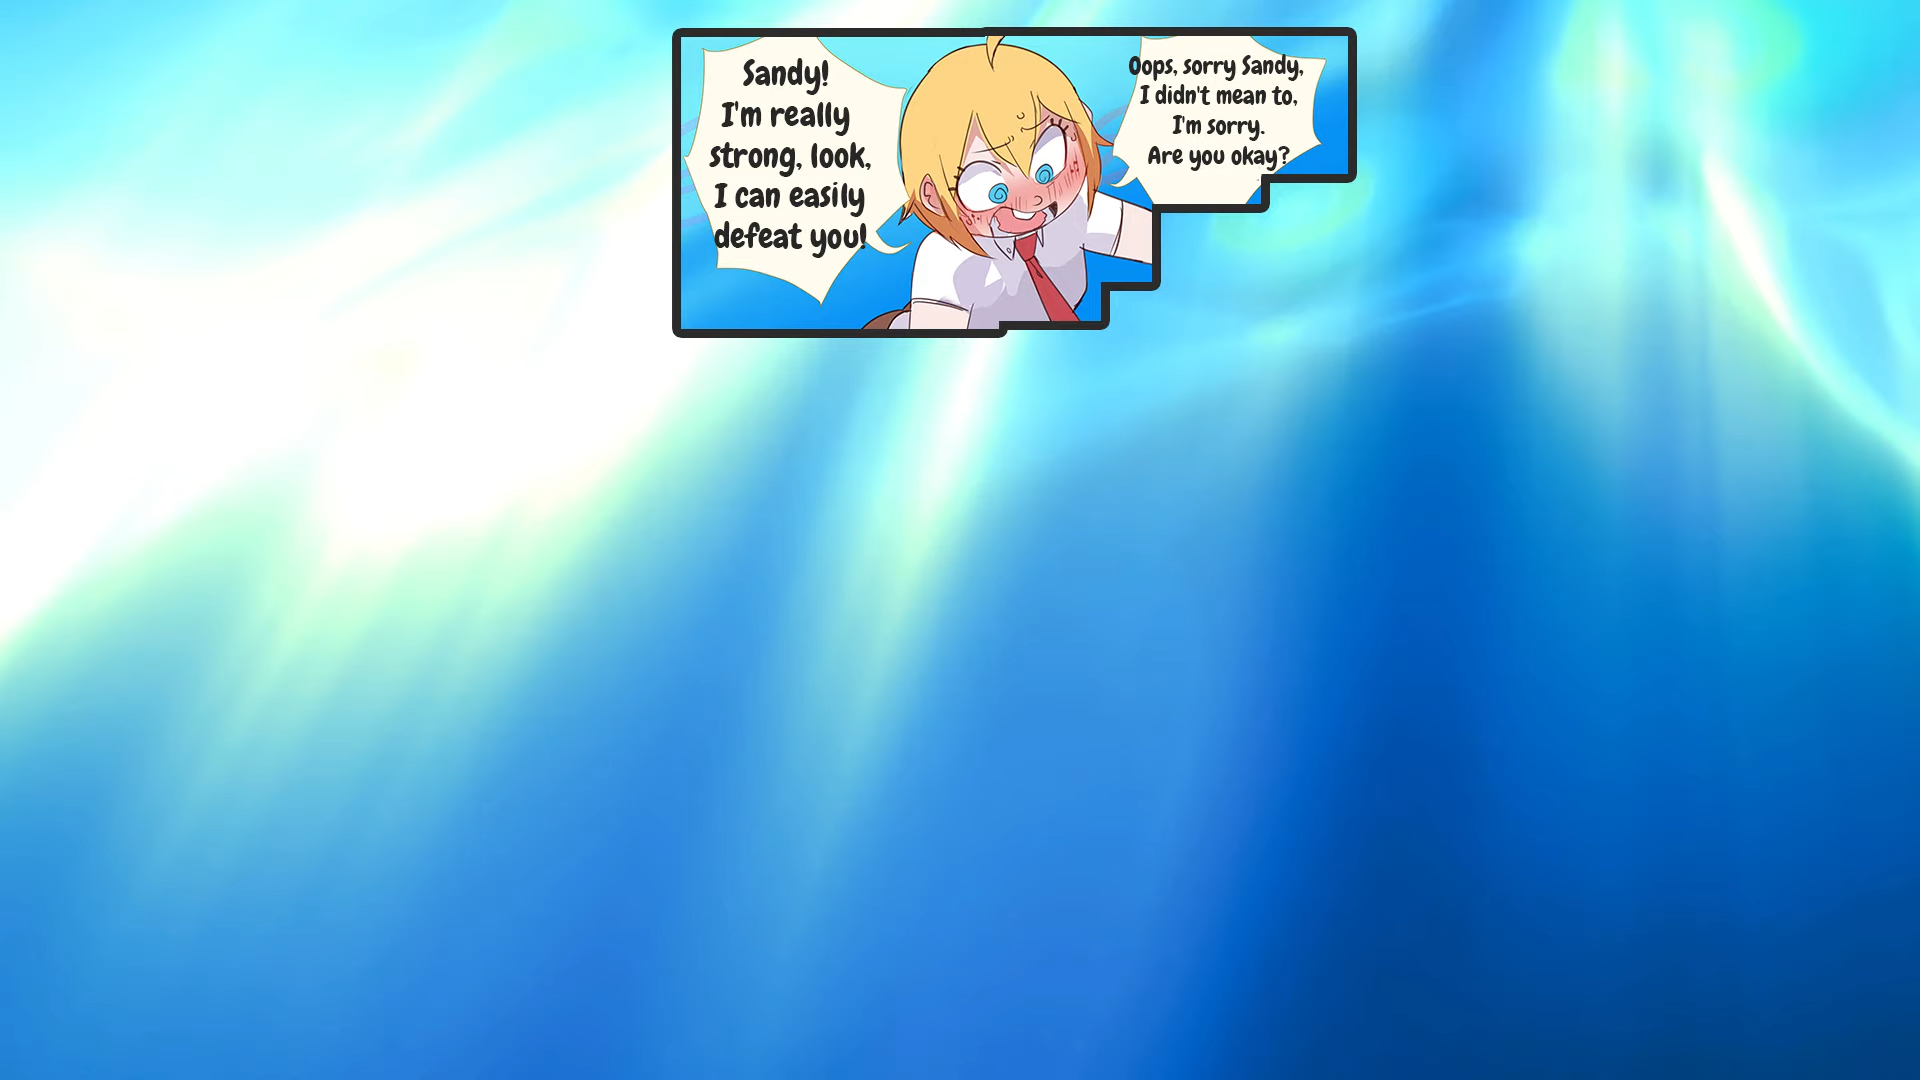 Sandy!
I'm really
strong, look,
I can easily
defeat you!
Oops, sorry Sandy,
I didn't mean to,
I'm sorry.
Are you okay?